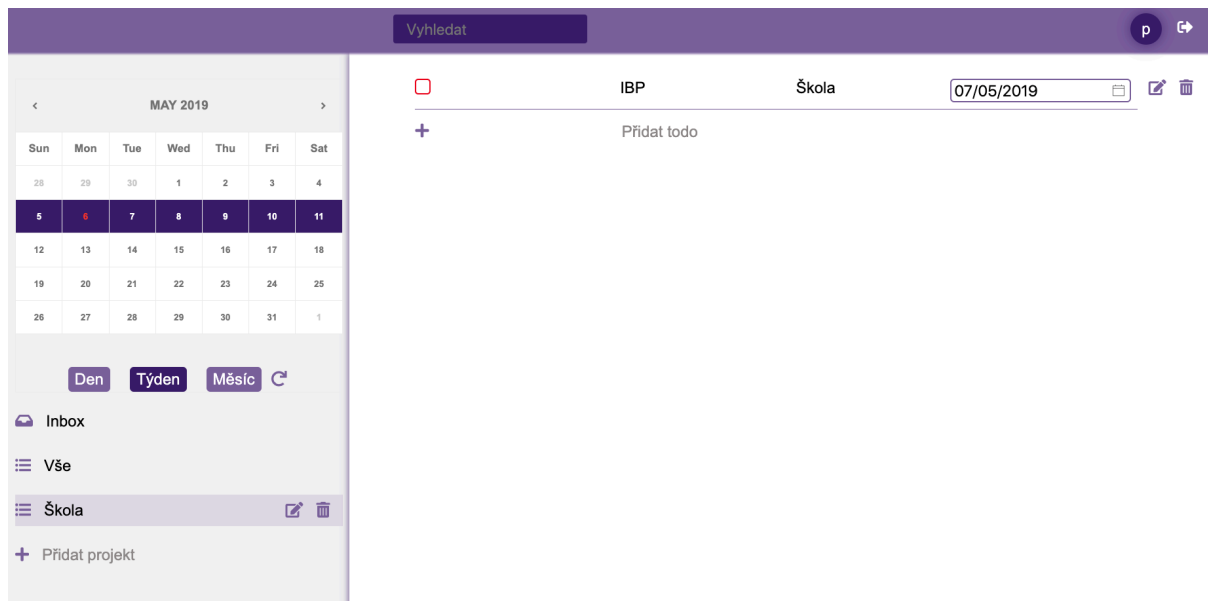 Vyhledat
p
MAY 2019
Sun Mon Tue Wed Thu Fri Sat
28 29 30 1 2 3 4
5 6 7 8 9 10 11
12 13 14 15 16 17 18
19 20 21 22 23 24 25
26 27 28 29 30 31 1
Den Týden Měsíc
Inbox
Vše
Škola
Přidat projekt
IBP Škola 07/05/2019
Přidat todo